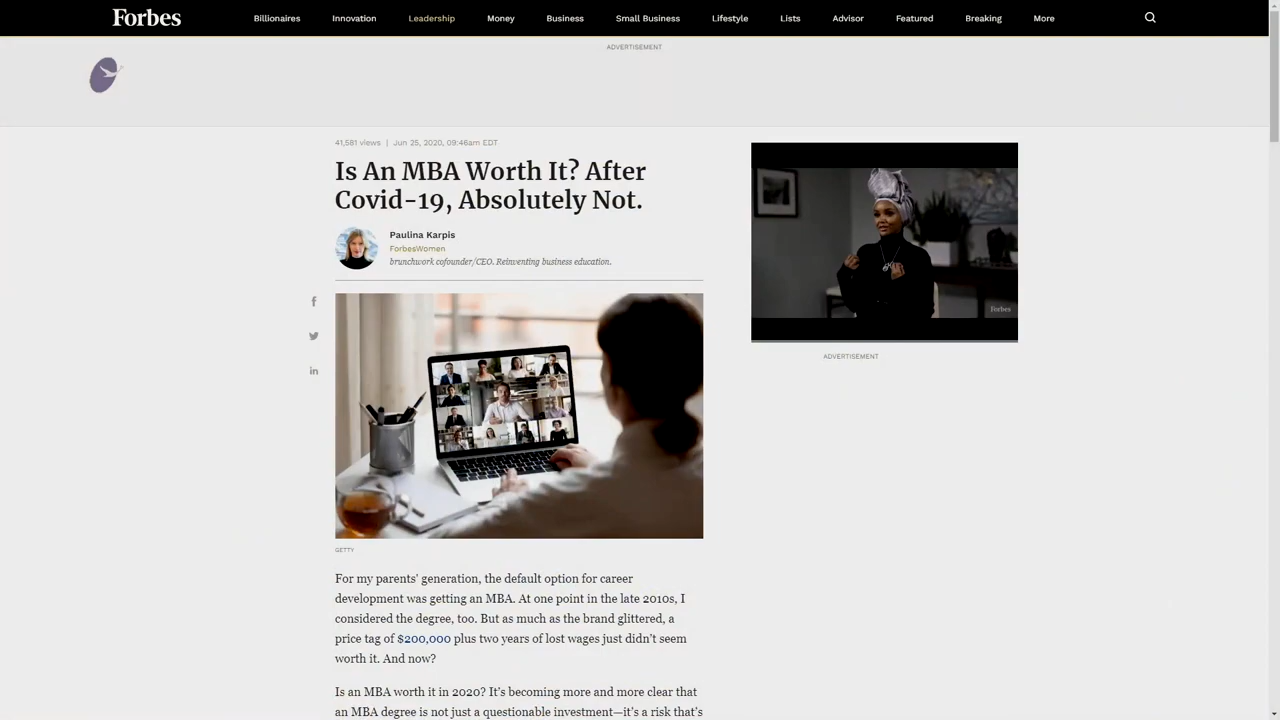 Forbes
Billionaires Innovation Leadership Money Business Small Business Lifestyle Lists Advisor Featured Breaking More
ADVERTISEMENT
41,581 views | Jun 25, 2020, 09:46am EDT
Is An MBA Worth It? After
Covid-19, Absolutely Not.
Paulina Karpis
ForbesWomen
brunchwork cofounder/CEO. Reinventing business education.
Forbes
ADVERTISEMENT
GETTY
For my parents' generation, the default option for career
development was getting an MBA. At one point in the late 2010s, I
considered the degree, too. But as much as the brand glittered, a
price tag of $200,000 plus two years of lost wages just didn't seem
worth it. And now?
Is an MBA worth it in 2020? It's becoming more and more clear that
an MBA degree is not just a questionable investment—it's a risk that's